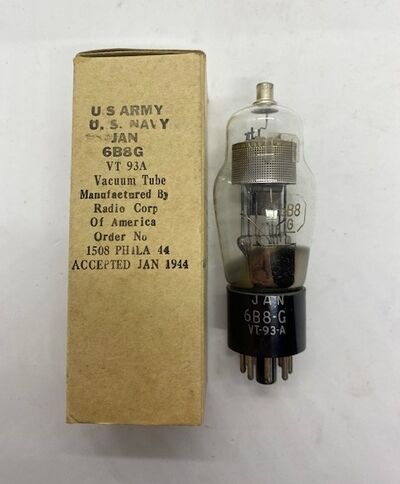 U.S ARMY
U. S. NAVY
JAN
6B8G
VT 93A
Vacuum Tube
Manufactured By
Radio Corp
Of America
Order No
1508 PHILA 44
ACCEPTED JAN 1944
6B8
G
JAN
6B8-G
VT-93-A